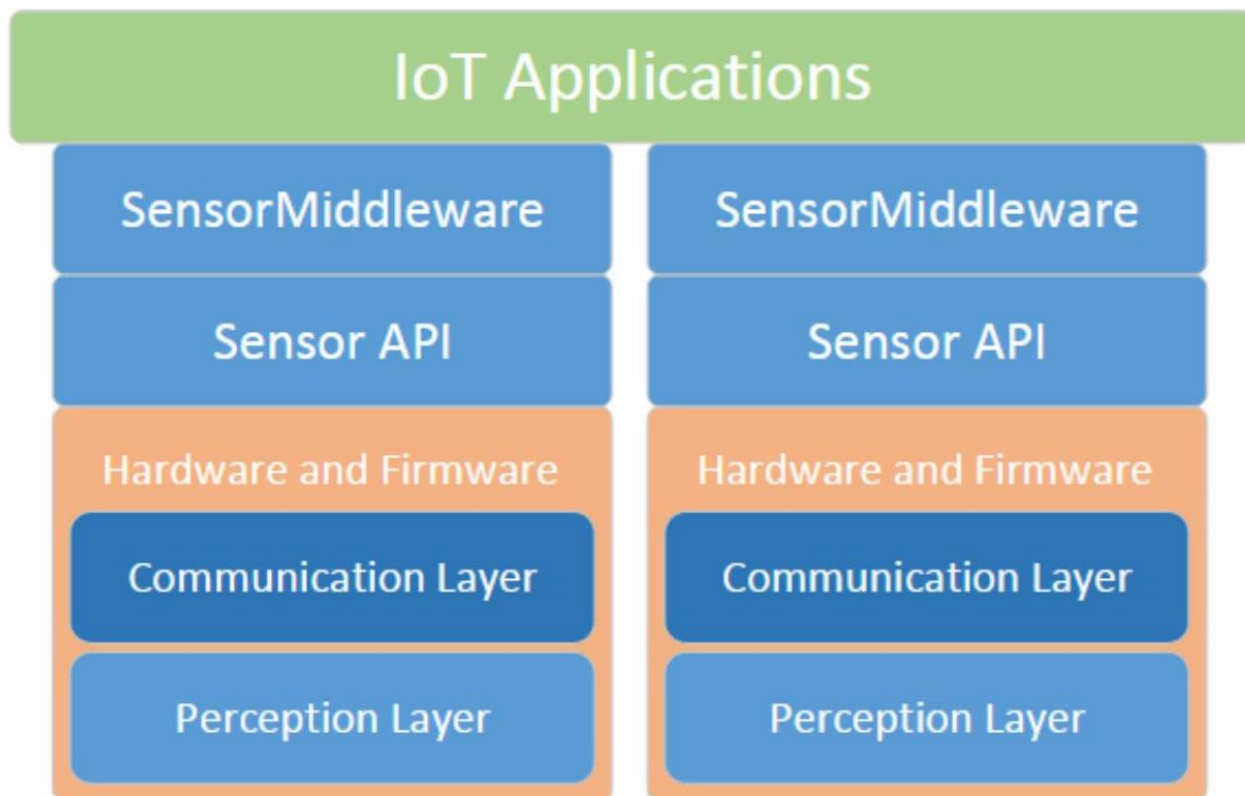 IoT Applications
SensorMiddleware
SensorMiddleware
Sensor API
Sensor API
Hardware and Firmware
Hardware and Firmware
Communication Layer
Communication Layer
Perception Layer
Perception Layer